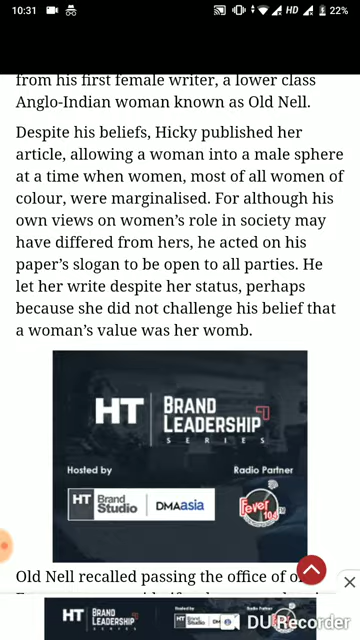 10:31 HD 22%
from his first female writer, a lower class
Anglo-Indian woman known as Old Nell.
Despite his beliefs, Hicky published her
article, allowing a woman into a male sphere
at a time when women, most of all women of
colour, were marginalised. For although his
own views on women’s role in society may
have differed from hers, he acted on his
paper’s slogan to be open to all parties. He
let her write despite her status, perhaps
because she did not challenge his belief that
a woman’s value was her womb.
HT BRAND
LEADERSHIP
SERIES
Hosted by Radio Partner
HT Brand Studio DMAasia Fever
Old Nell recalled passing the office of
HT BRAND LEADERSHIP
DU Recorder